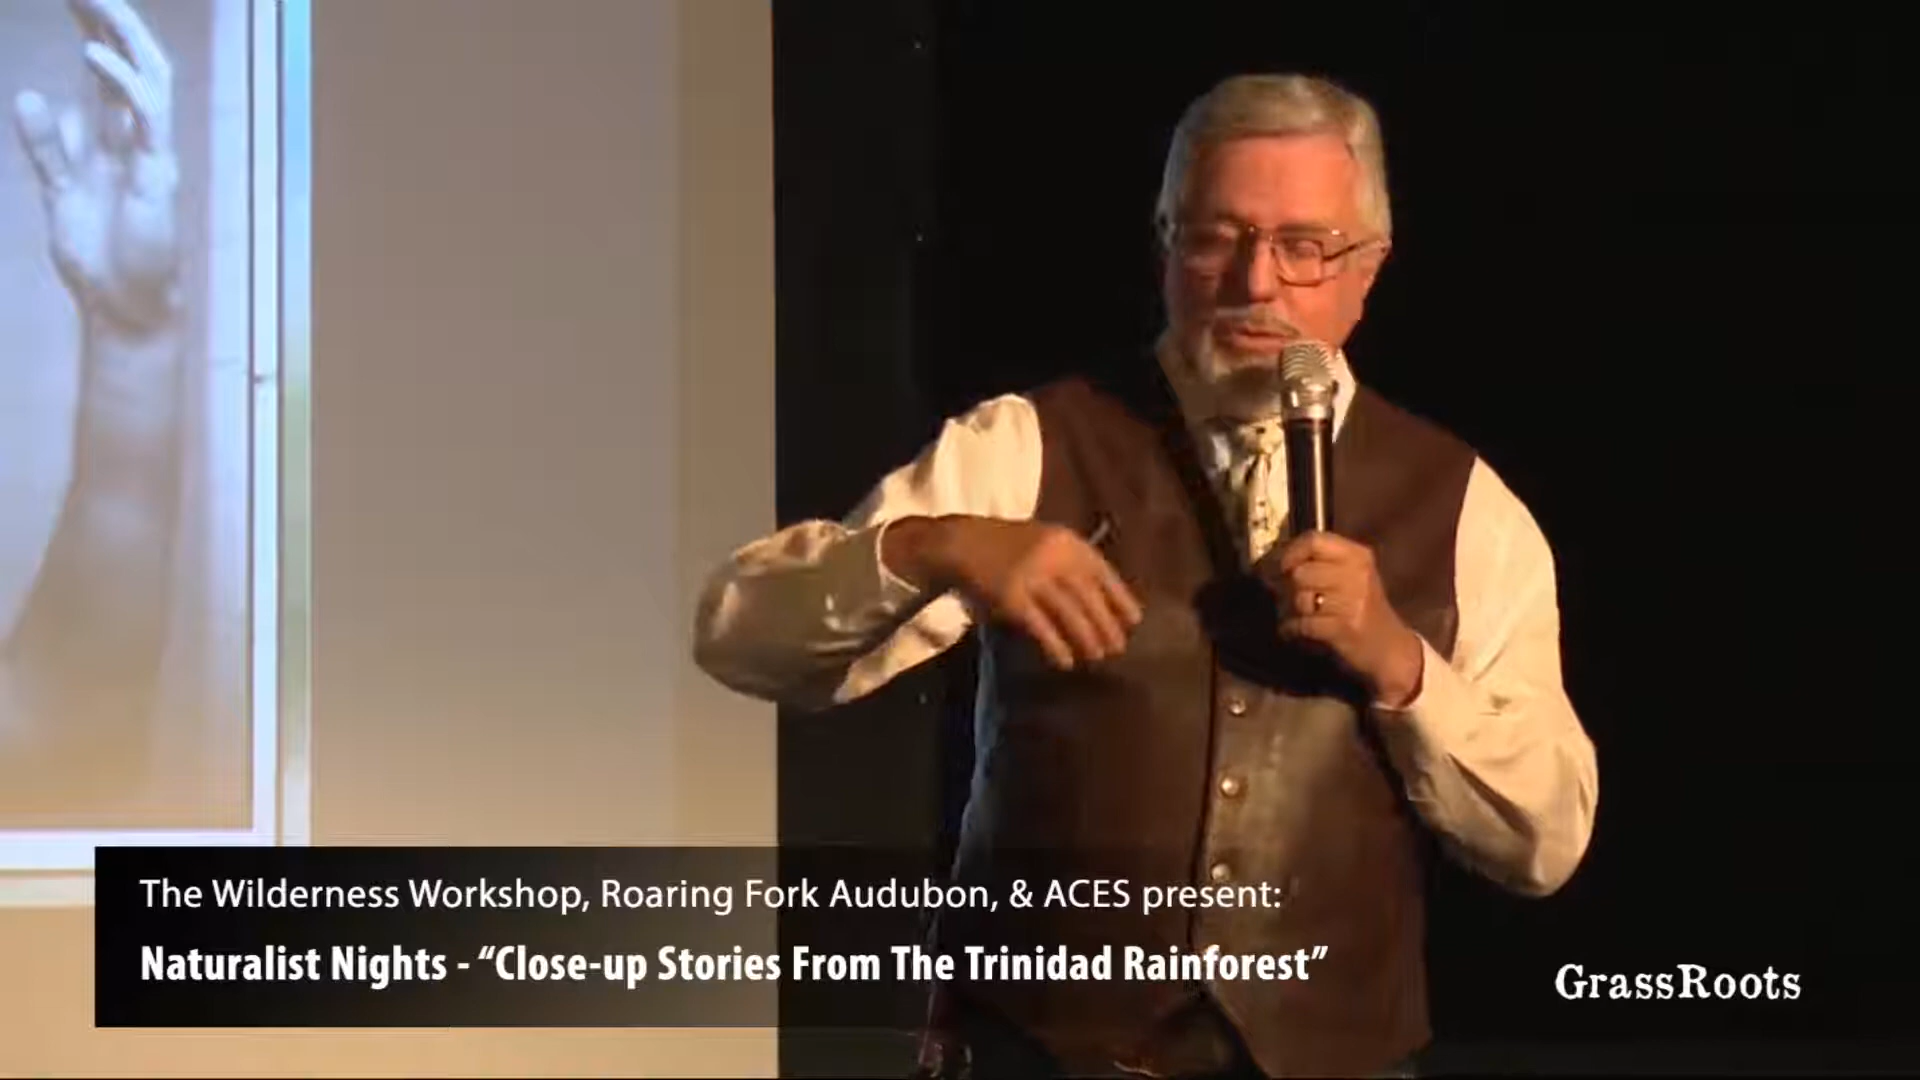 The Wilderness Workshop, Roaring Fork Audubon, & ACES present:
Naturalist Nights - “Close-up Stories From The Trinidad Rainforest”
GrassRoots